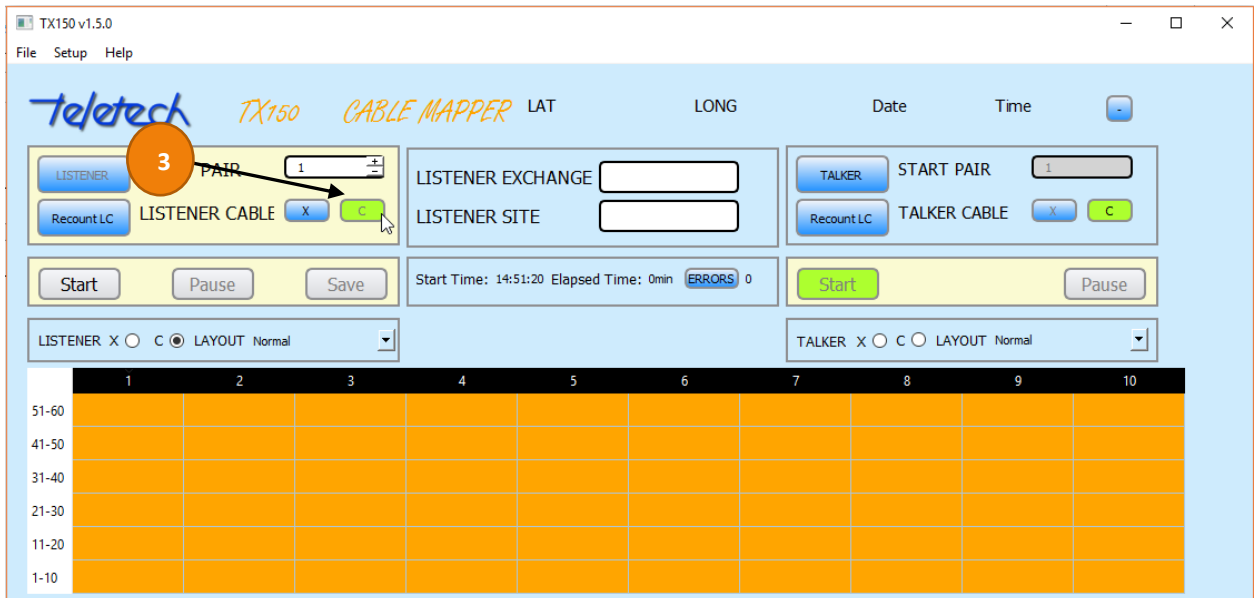 TX150 v1.5.0
File Setup Help
Teletech TX150 CABLE MAPPER LAT LONG Date Time -
LISTENER 3 PAIR 1 + -
Recount LC LISTENER CABLE X C
LISTENER EXCHANGE
LISTENER SITE
TALKER START PAIR 1
Recount LC TALKER CABLE X C
Start Pause Save
Start Time: 14:51:20 Elapsed Time: 0min ERRORS 0
Start Pause
LISTENER X C LAYOUT Normal
TALKER X C LAYOUT Normal
1 2 3 4 5 6 7 8 9 10
51-60
41-50
31-40
21-30
11-20
1-10